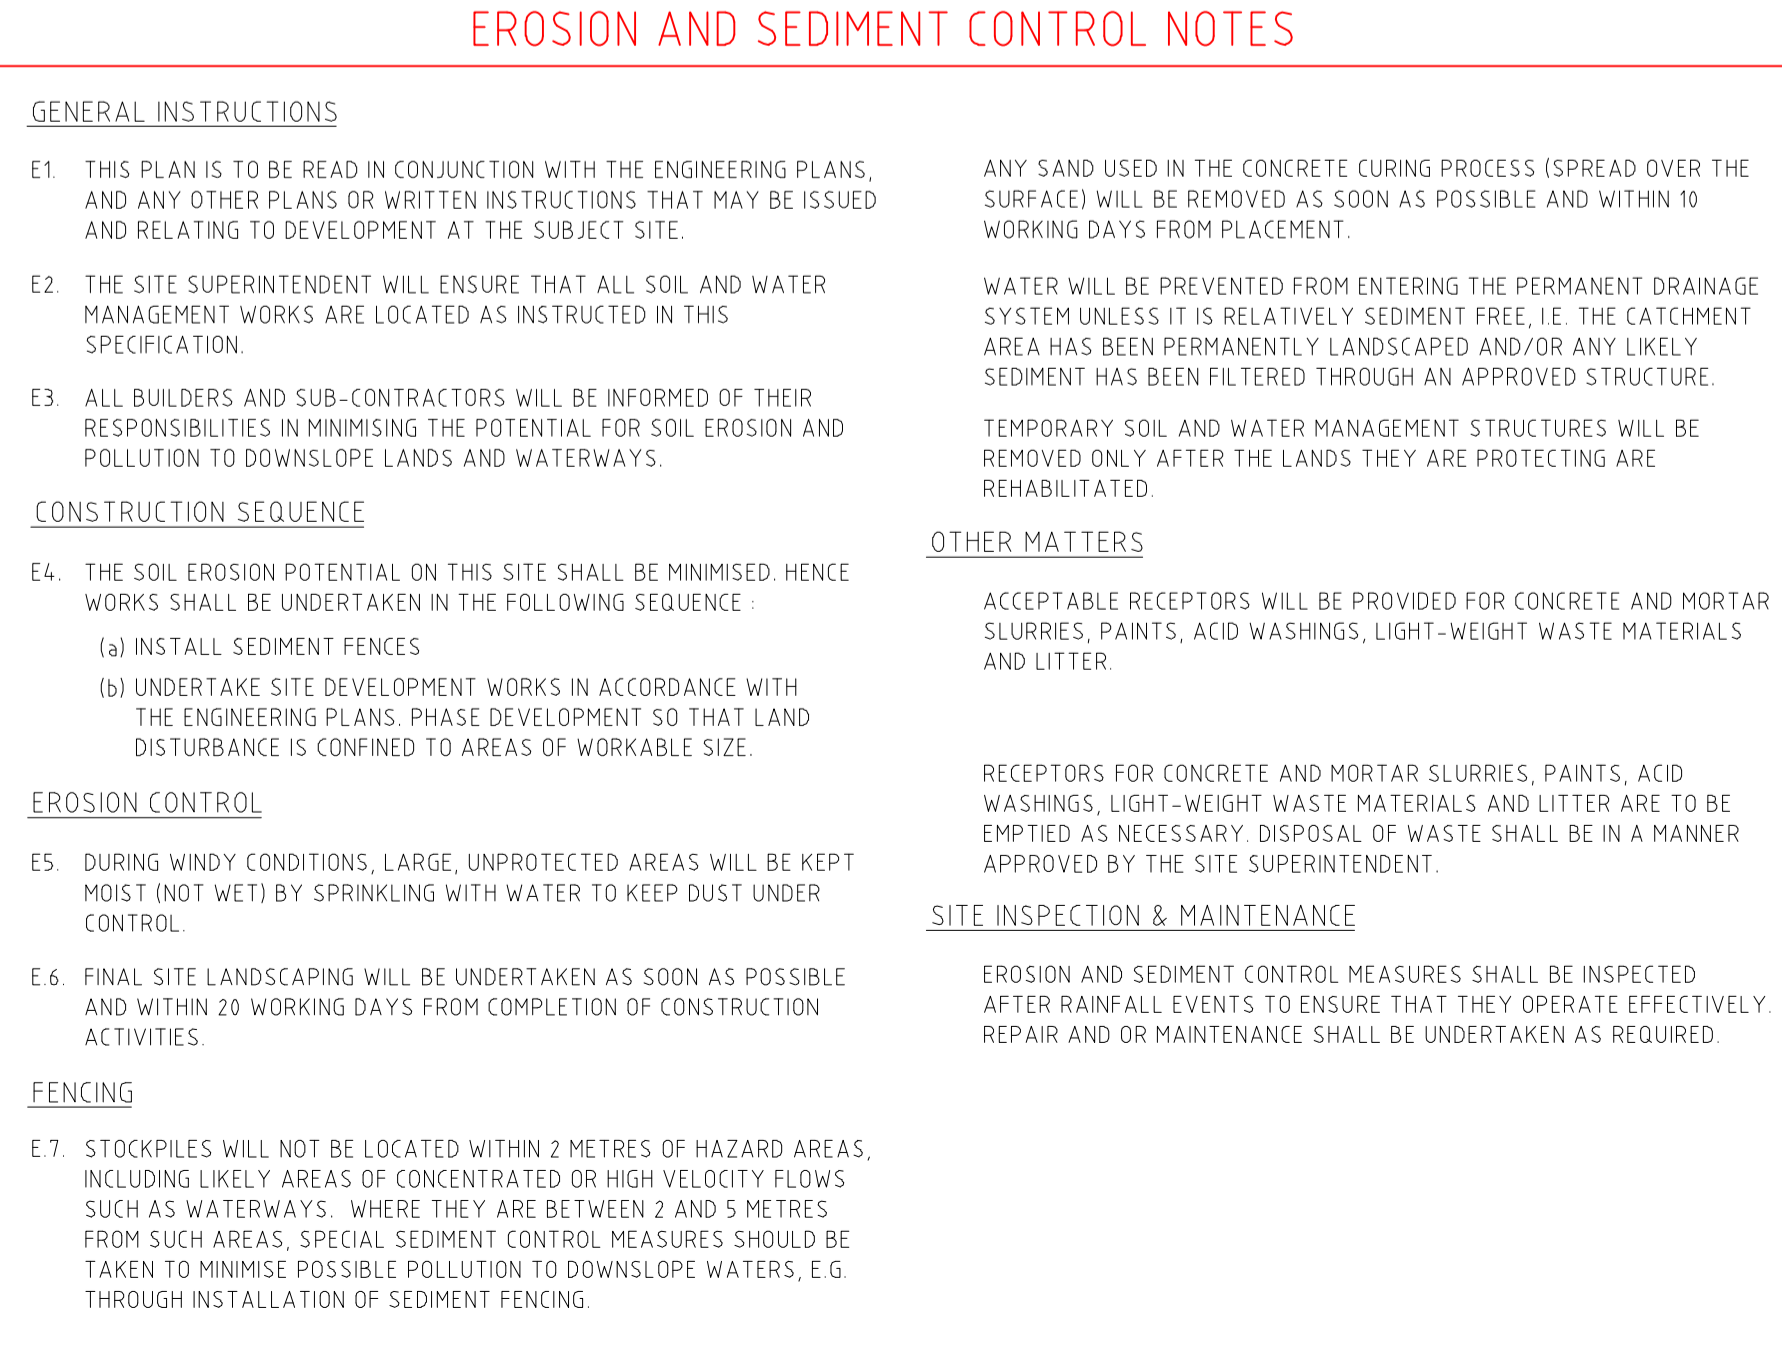 EROSION AND SEDIMENT CONTROL NOTES
GENERAL INSTRUCTIONS
E1. THIS PLAN IS TO BE READ IN CONJUNCTION WITH THE ENGINEERING PLANS,
AND ANY OTHER PLANS OR WRITTEN INSTRUCTIONS THAT MAY BE ISSUED
AND RELATING TO DEVELOPMENT AT THE SUBJECT SITE.
E2. THE SITE SUPERINTENDENT WILL ENSURE THAT ALL SOIL AND WATER
MANAGEMENT WORKS ARE LOCATED AS INSTRUCTED IN THIS
SPECIFICATION.
E3. ALL BUILDERS AND SUB-CONTRACTORS WILL BE INFORMED OF THEIR
RESPONSIBILITIES IN MINIMISING THE POTENTIAL FOR SOIL EROSION AND
POLLUTION TO DOWNSLOPE LANDS AND WATERWAYS.
CONSTRUCTION SEQUENCE
E4. THE SOIL EROSION POTENTIAL ON THIS SITE SHALL BE MINIMISED. HENCE
WORKS SHALL BE UNDERTAKEN IN THE FOLLOWING SEQUENCE :
(a) INSTALL SEDIMENT FENCES
(b) UNDERTAKE SITE DEVELOPMENT WORKS IN ACCORDANCE WITH
THE ENGINEERING PLANS. PHASE DEVELOPMENT SO THAT LAND
DISTURBANCE IS CONFINED TO AREAS OF WORKABLE SIZE.
EROSION CONTROL
E5. DURING WINDY CONDITIONS, LARGE, UNPROTECTED AREAS WILL BE KEPT
MOIST (NOT WET) BY SPRINKLING WITH WATER TO KEEP DUST UNDER
CONTROL.
E.6. FINAL SITE LANDSCAPING WILL BE UNDERTAKEN AS SOON AS POSSIBLE
AND WITHIN 20 WORKING DAYS FROM COMPLETION OF CONSTRUCTION
ACTIVITIES.
FENCING
E.7. STOCKPILES WILL NOT BE LOCATED WITHIN 2 METRES OF HAZARD AREAS,
INCLUDING LIKELY AREAS OF CONCENTRATED OR HIGH VELOCITY FLOWS
SUCH AS WATERWAYS. WHERE THEY ARE BETWEEN 2 AND 5 METRES
FROM SUCH AREAS, SPECIAL SEDIMENT CONTROL MEASURES SHOULD BE
TAKEN TO MINIMISE POSSIBLE POLLUTION TO DOWNSLOPE WATERS, E.G.
THROUGH INSTALLATION OF SEDIMENT FENCING.
ANY SAND USED IN THE CONCRETE CURING PROCESS (SPREAD OVER THE
SURFACE) WILL BE REMOVED AS SOON AS POSSIBLE AND WITHIN 10
WORKING DAYS FROM PLACEMENT.
WATER WILL BE PREVENTED FROM ENTERING THE PERMANENT DRAINAGE
SYSTEM UNLESS IT IS RELATIVELY SEDIMENT FREE, I.E. THE CATCHMENT
AREA HAS BEEN PERMANENTLY LANDSCAPED AND/OR ANY LIKELY
SEDIMENT HAS BEEN FILTERED THROUGH AN APPROVED STRUCTURE.
TEMPORARY SOIL AND WATER MANAGEMENT STRUCTURES WILL BE
REMOVED ONLY AFTER THE LANDS THEY ARE PROTECTING ARE
REHABILITATED.
OTHER MATTERS
ACCEPTABLE RECEPTORS WILL BE PROVIDED FOR CONCRETE AND MORTAR
SLURRIES, PAINTS, ACID WASHINGS, LIGHT-WEIGHT WASTE MATERIALS
AND LITTER.
RECEPTORS FOR CONCRETE AND MORTAR SLURRIES, PAINTS, ACID
WASHINGS, LIGHT-WEIGHT WASTE MATERIALS AND LITTER ARE TO BE
EMPTIED AS NECESSARY. DISPOSAL OF WASTE SHALL BE IN A MANNER
APPROVED BY THE SITE SUPERINTENDENT.
SITE INSPECTION & MAINTENANCE
EROSION AND SEDIMENT CONTROL MEASURES SHALL BE INSPECTED
AFTER RAINFALL EVENTS TO ENSURE THAT THEY OPERATE EFFECTIVELY.
REPAIR AND OR MAINTENANCE SHALL BE UNDERTAKEN AS REQUIRED.